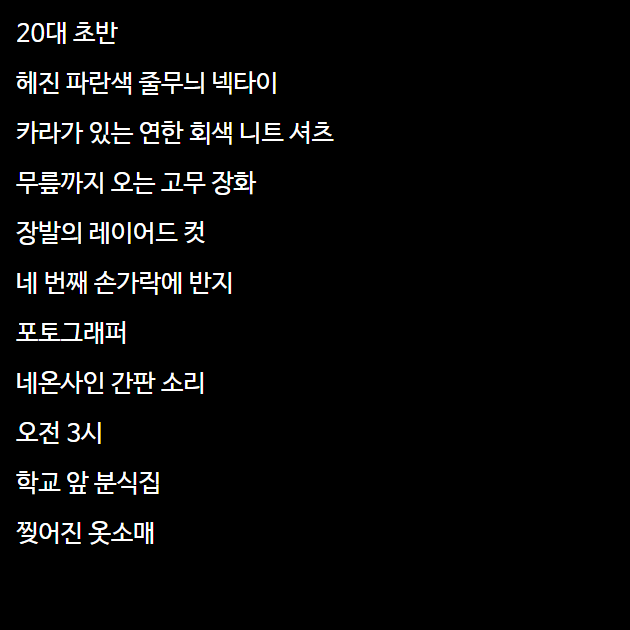 20대 초반
헤진 파란색 줄무늬 넥타이
카라가 있는 연한 회색 니트 셔츠
무릎까지 오는 고무 장화
장발의 레이어드 컷
네 번째 손가락에 반지
포토그래퍼
네온사인 간판 소리
오전 3시
학교 앞 분식집
찢어진 옷소매